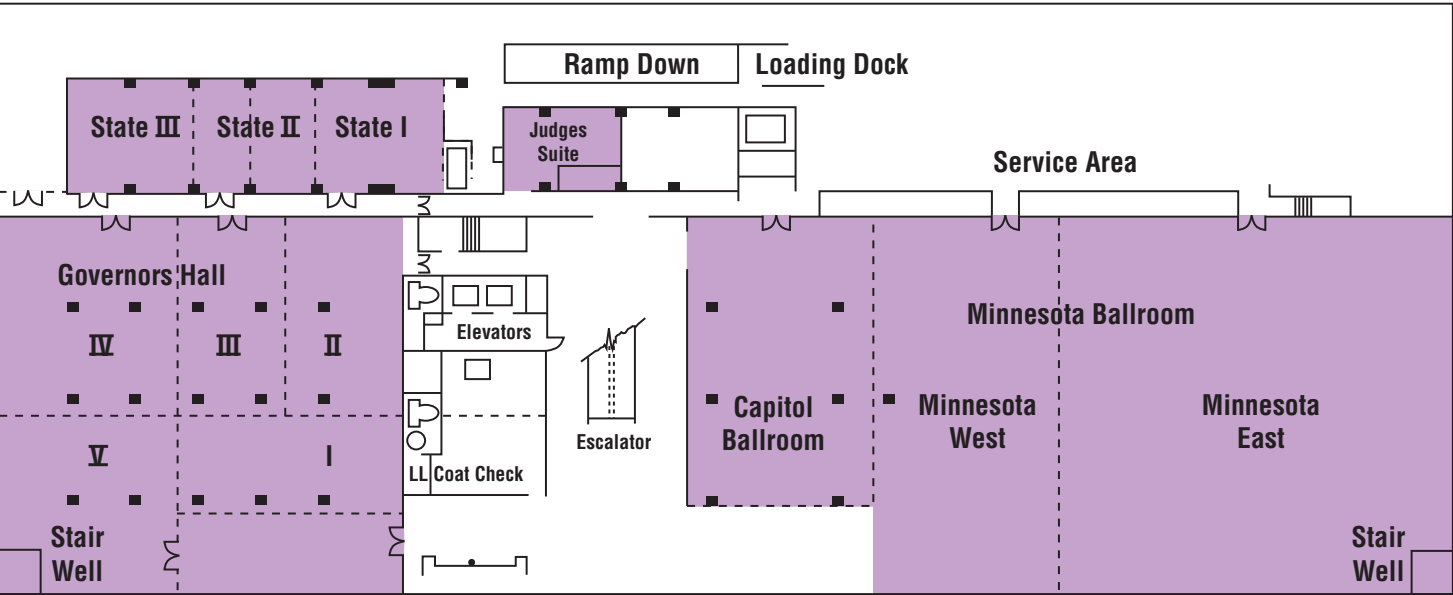 Ramp Down
Loading Dock
State III
State II
State I
Judges
Suite
Service Area
Governors Hall
IV
III
II
Elevators
Minnesota Ballroom
V
I
LL Coat Check
Escalator
Capitol
Ballroom
Minnesota
West
Minnesota
East
Stair
Well
Stair
Well